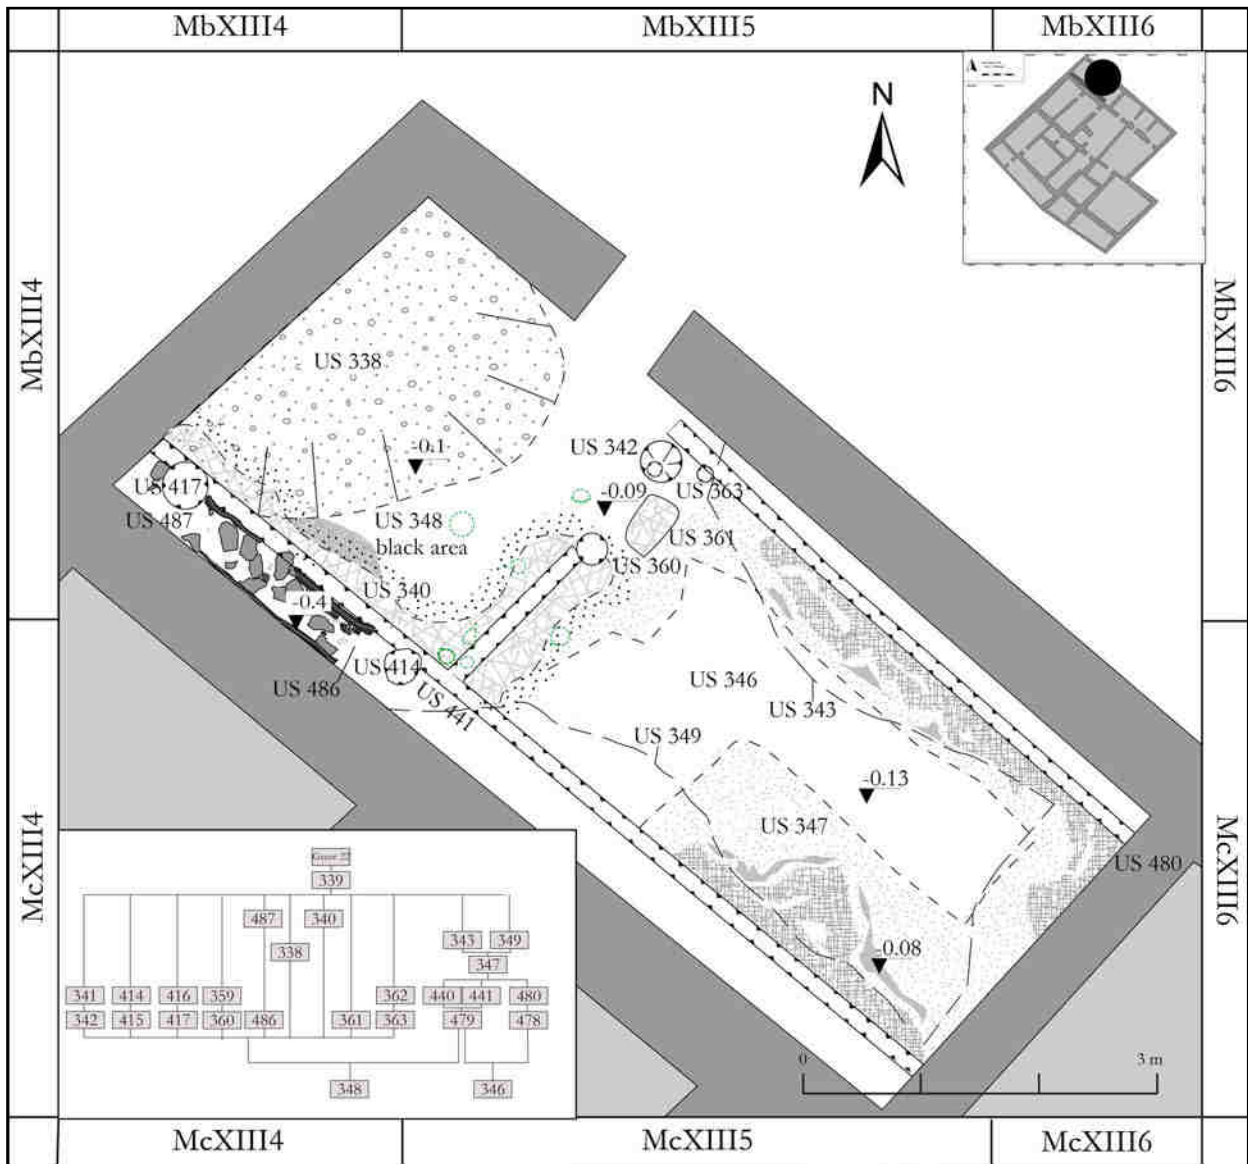 MbXIII4 MbXIII5 MbXIII6
MbXIII4
MbXIII6
N
US 338
-0.1
US 342
US 417
US 363
-0.09
US 487
US 348
black area
US 361
US 360
US 340
-0.4
US 414
US 486
US 441
US 346
US 343
US 349
-0.13
US 347
US 480
-0.08
McXIII4
McXIII6
339
487 340
338
343 349
347
341 414 416 359 362 440 441 480
342 415 417 360 486 361 363 479 478
348 346
0 3 m
McXIII4 McXIII5 McXIII6